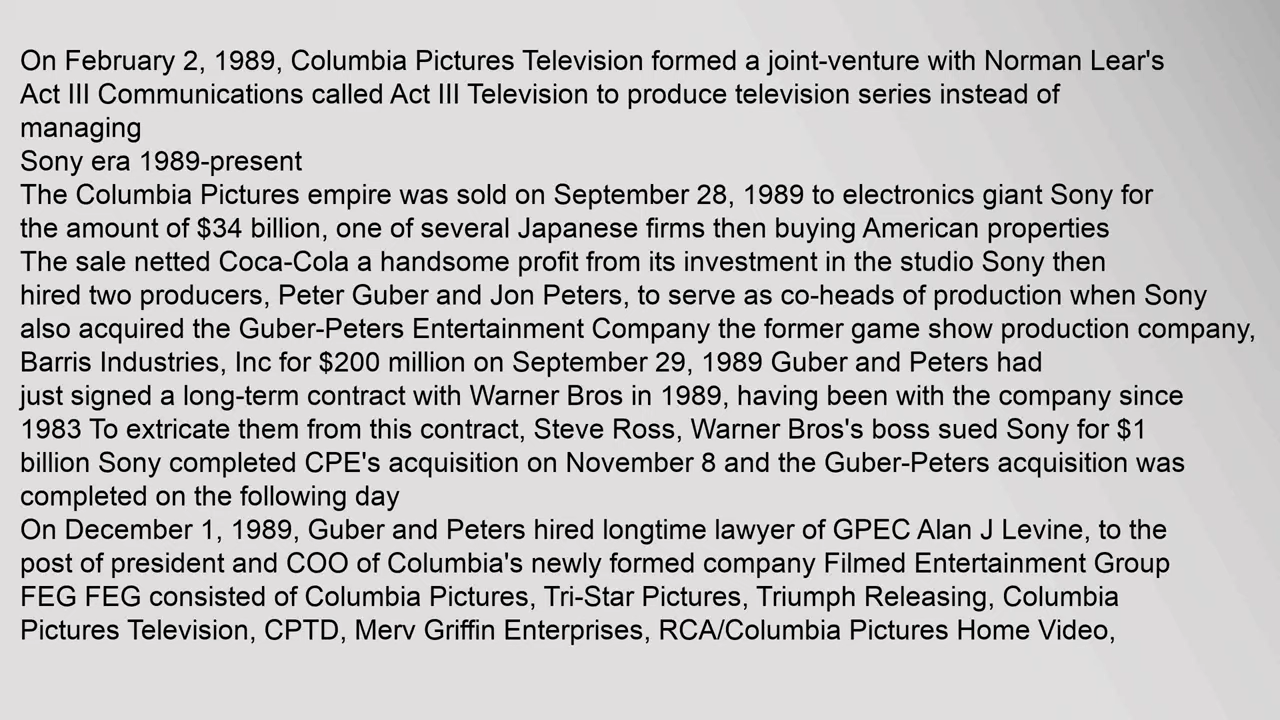 On February 2, 1989, Columbia Pictures Television formed a joint-venture with Norman Lear's
Act III Communications called Act III Television to produce television series instead of
managing
Sony era 1989-present
The Columbia Pictures empire was sold on September 28, 1989 to electronics giant Sony for
the amount of $34 billion, one of several Japanese firms then buying American properties
The sale netted Coca-Cola a handsome profit from its investment in the studio Sony then
hired two producers, Peter Guber and Jon Peters, to serve as co-heads of production when Sony
also acquired the Guber-Peters Entertainment Company the former game show production company,
Barris Industries, Inc for $200 million on September 29, 1989 Guber and Peters had
just signed a long-term contract with Warner Bros in 1989, having been with the company since
1983 To extricate them from this contract, Steve Ross, Warner Bros's boss sued Sony for $1
billion Sony completed CPE's acquisition on November 8 and the Guber-Peters acquisition was
completed on the following day
On December 1, 1989, Guber and Peters hired longtime lawyer of GPEC Alan J Levine, to the
post of president and COO of Columbia's newly formed company Filmed Entertainment Group
FEG FEG consisted of Columbia Pictures, Tri-Star Pictures, Triumph Releasing, Columbia
Pictures Television, CPTD, Merv Griffin Enterprises, RCA/Columbia Pictures Home Video,